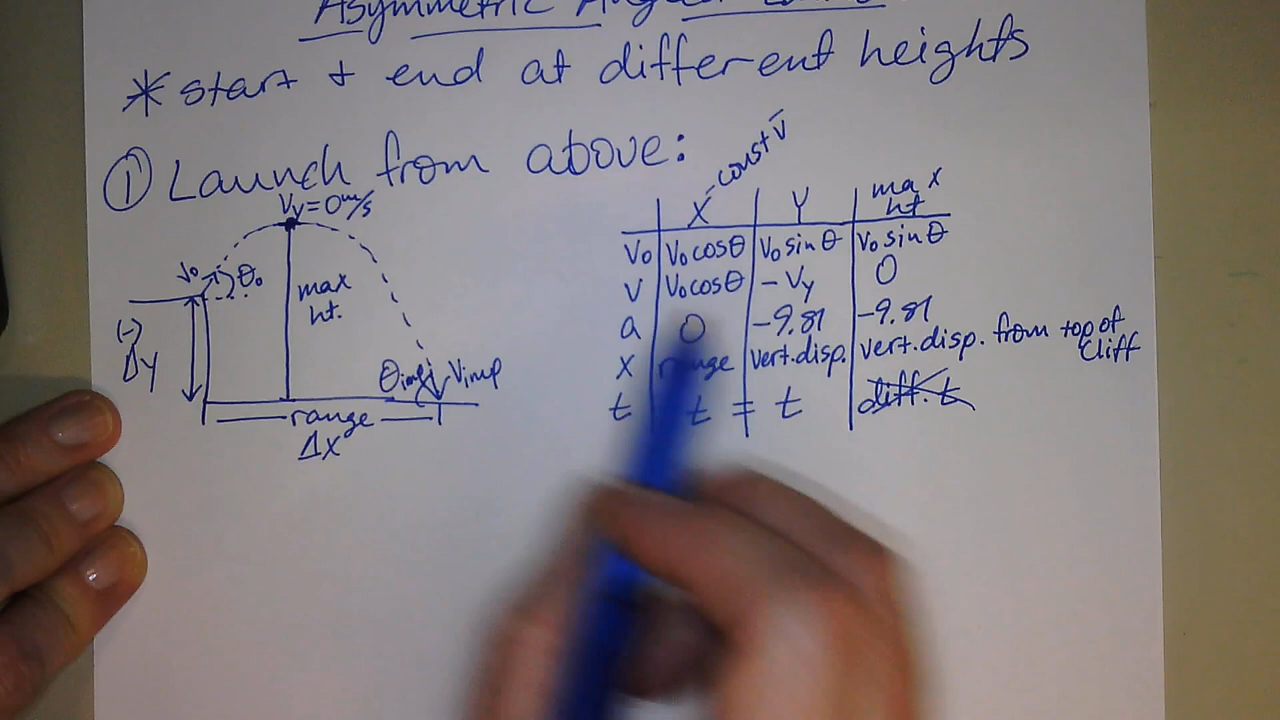 Asymmetric
* start + end at different heights
① Launch from above:
Vy = 0 m/s
V₀ θ₀
max
ht.
(-)
Δy
θimp Vimp
range
Δx
X - const v̄ | Y | max ht
V₀ | V₀cosθ | V₀sinθ | V₀sinθ
V | V₀cosθ | -Vy | 0
a | 0 | -9.81 | -9.81
X | range | vert.disp. | vert.disp. from top of cliff
t | t = t | diff. t